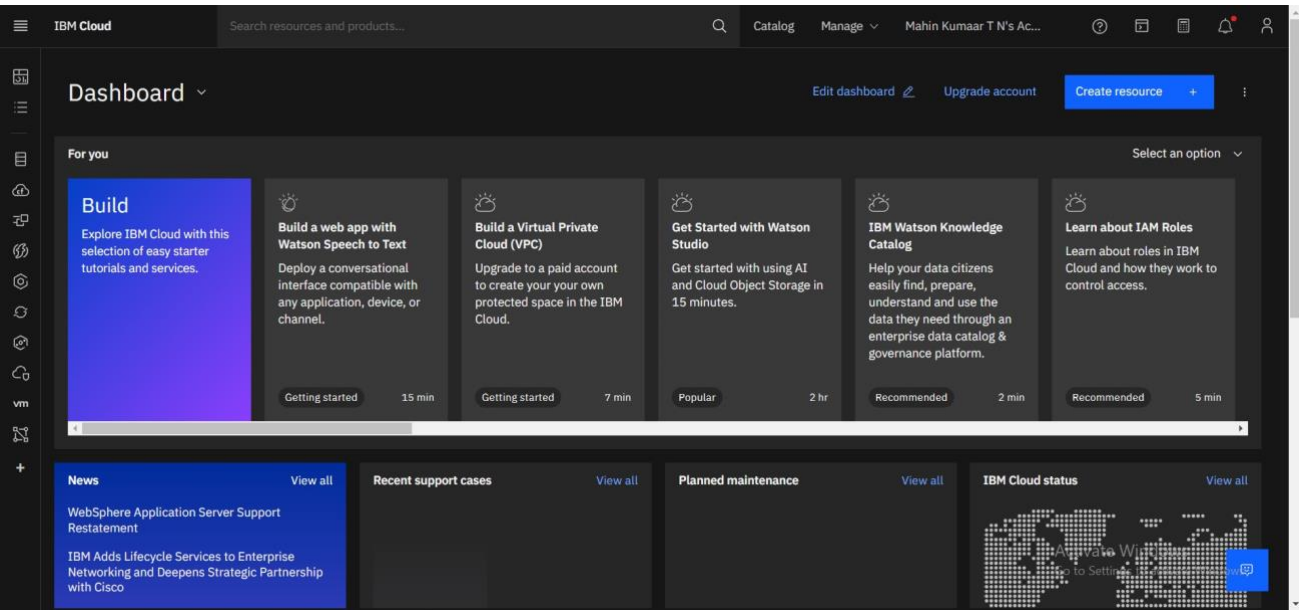 IBM Cloud
Search resources and products...
Catalog
Manage
Mahin Kumaar T N's Ac...
Dashboard
Edit dashboard
Upgrade account
Create resource +
For you
Select an option
Build
Explore IBM Cloud with this
selection of easy starter
tutorials and services.
Build a web app with
Watson Speech to Text
Deploy a conversational
interface compatible with
any application, device, or
channel.
Getting started
15 min
Build a Virtual Private
Cloud (VPC)
Upgrade to a paid account
to create your your own
protected space in the IBM
Cloud.
Getting started
7 min
Get Started with Watson
Studio
Get started with using AI
and Cloud Object Storage in
15 minutes.
Popular
2 hr
IBM Watson Knowledge
Catalog
Help your data citizens
easily find, prepare,
understand and use the
data they need through an
enterprise data catalog &
governance platform.
Recommended
2 min
Learn about IAM Roles
Learn about roles in IBM
Cloud and how they work to
control access.
Recommended
5 min
vm
News
View all
WebSphere Application Server Support
Restatement
IBM Adds Lifecycle Services to Enterprise
Networking and Deepens Strategic Partnership
with Cisco
Recent support cases
View all
Planned maintenance
View all
IBM Cloud status
View all
Activate Windows
Go to Settings